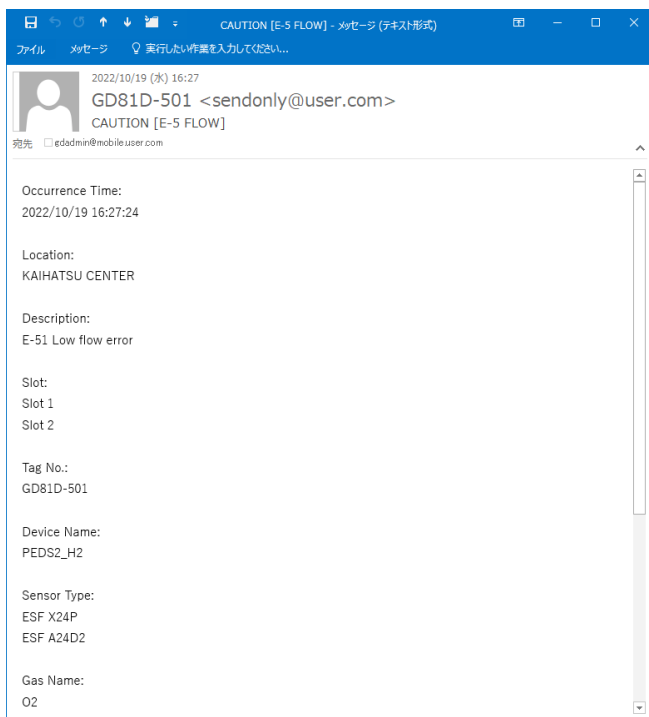 CAUTION [E-5 FLOW] - メッセージ (テキスト形式)
ファイル メッセージ 実行したい作業を入力してください...
2022/10/19 (水) 16:27
GD81D-501 <sendonly@user.com>
CAUTION [E-5 FLOW]
宛先 gdadmin@mobile.user.com
Occurrence Time:
2022/10/19 16:27:24
Location:
KAIHATSU CENTER
Description:
E-51 Low flow error
Slot:
Slot 1
Slot 2
Tag No.:
GD81D-501
Device Name:
PEDS2_H2
Sensor Type:
ESF X24P
ESF A24D2
Gas Name:
O2